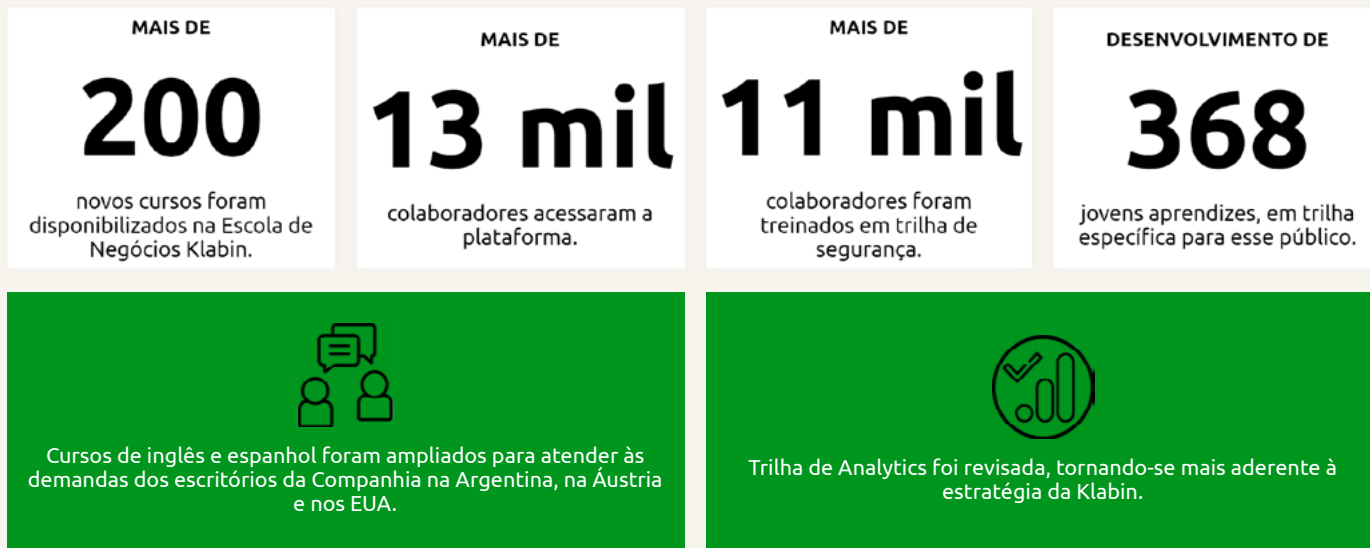 MAIS DE
200
novos cursos foram
disponibilizados na Escola de
Negócios Klabin.
MAIS DE
13 mil
colaboradores acessaram a
plataforma.
MAIS DE
11 mil
colaboradores foram
treinados em trilha de
segurança.
DESENVOLVIMENTO DE
368
jovens aprendizes, em trilha
específica para esse público.
Cursos de inglês e espanhol foram ampliados para atender às
demandas dos escritórios da Companhia na Argentina, na Áustria
e nos EUA.
Trilha de Analytics foi revisada, tornando-se mais aderente à
estratégia da Klabin.